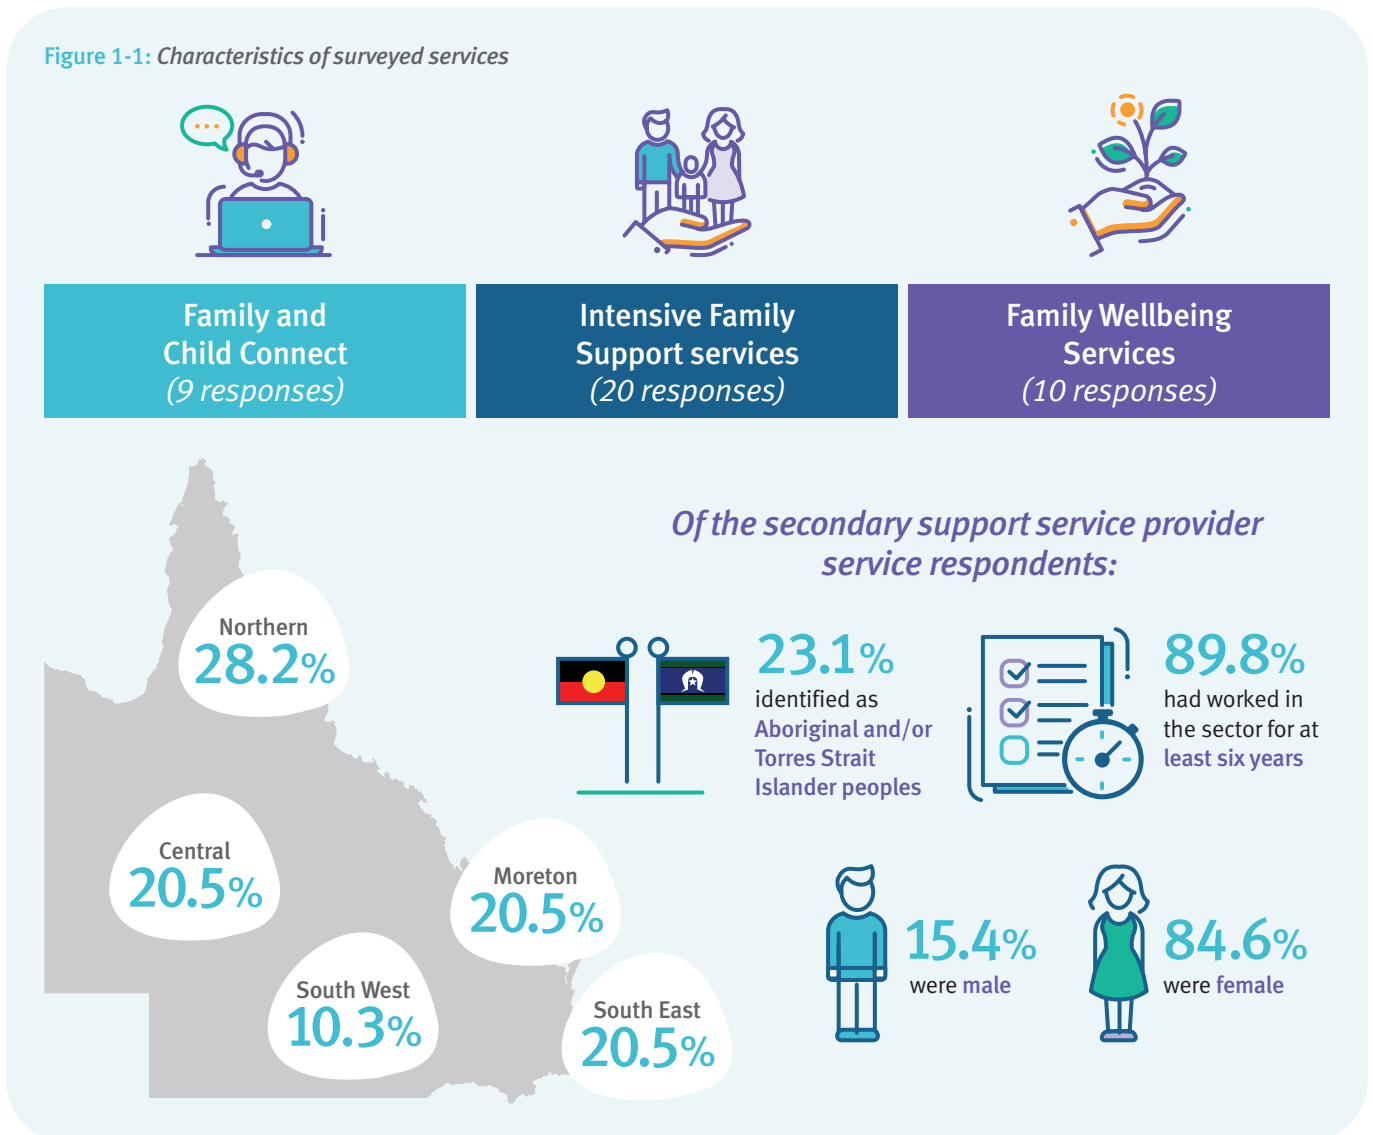 Figure 1-1: Characteristics of surveyed services
Family and
Child Connect
(9 responses)
Intensive Family
Support services
(20 responses)
Family Wellbeing
Services
(10 responses)
Of the secondary support service provider
service respondents:
Northern
28.2%
Central
20.5%
Moreton
20.5%
South West
10.3%
South East
20.5%
23.1%
identified as
Aboriginal and/or
Torres Strait
Islander peoples
89.8%
had worked in
the sector for at
least six years
15.4%
were male
84.6%
were female